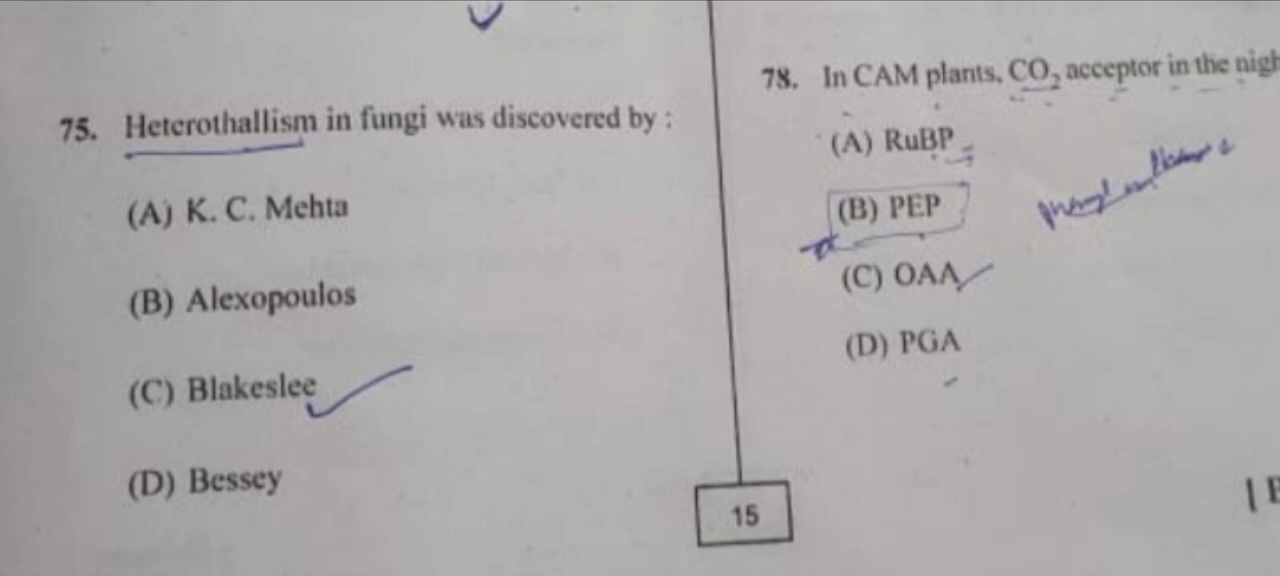 75. Heterothallism in fungi was discovered by :
(A) K. C. Mehta
(B) Alexopoulos
(C) Blakeslee
(D) Bessey
78. In CAM plants, CO₂ acceptor in the
(A) RuBP
(B) PEP
(C) OAA
(D) PGA
15